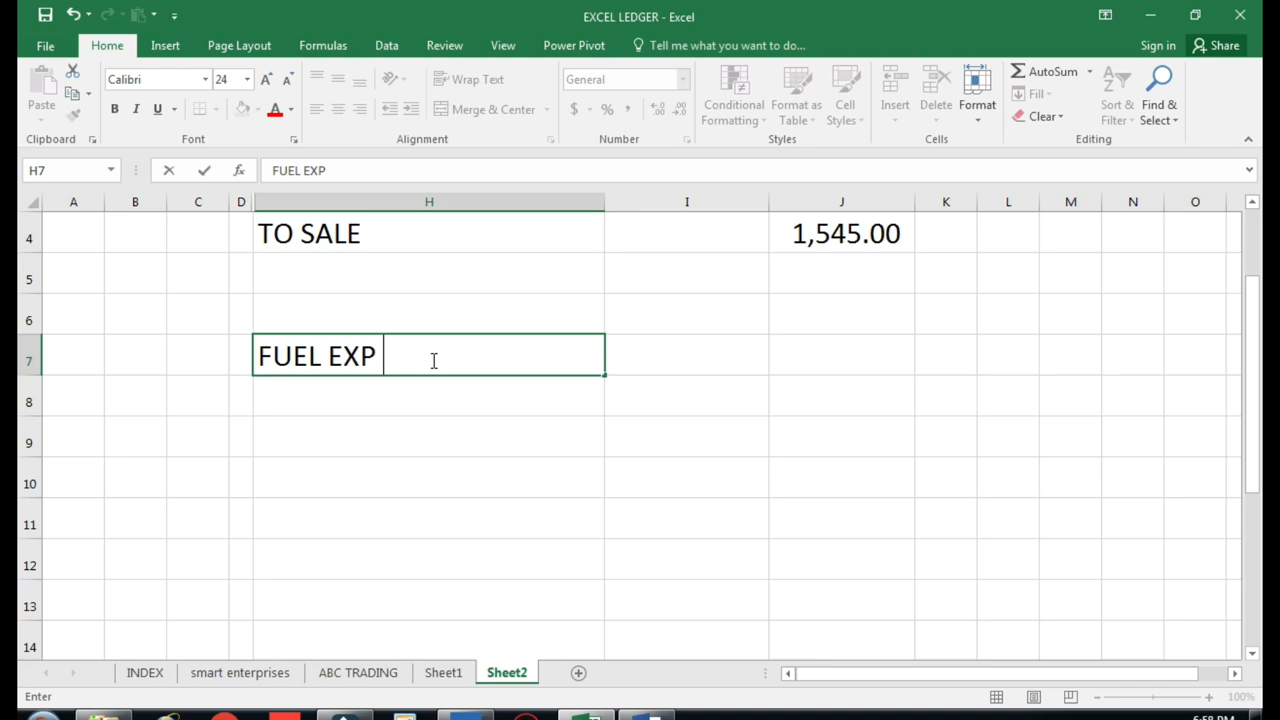 EXCEL LEDGER - Excel
File Home Insert Page Layout Formulas Data Review View Power Pivot Tell me what you want to do... Sign in Share
Calibri 24 Wrap Text General AutoSum
Paste B I U Merge & Center $ % , Conditional Formatting Format as Table Cell Styles Insert Delete Format Fill Clear Sort & Filter Find & Select
Clipboard Font Alignment Number Styles Cells Editing
H7 fx FUEL EXP
A B C D H I J K L M N O
4 TO SALE 1,545.00
5
6
7 FUEL EXP
8
9
10
11
12
13
14
INDEX smart enterprises ABC TRADING Sheet1 Sheet2
Enter 100%